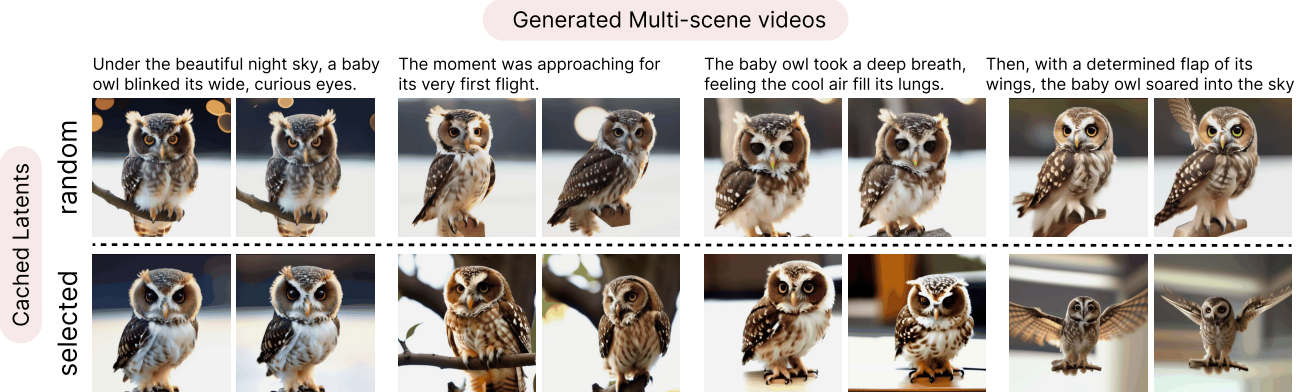 Generated Multi-scene videos
Under the beautiful night sky, a baby
owl blinked its wide, curious eyes.
The moment was approaching for
its very first flight.
The baby owl took a deep breath,
feeling the cool air fill its lungs.
Then, with a determined flap of its
wings, the baby owl soared into the sky
Cached Latents
random
selected